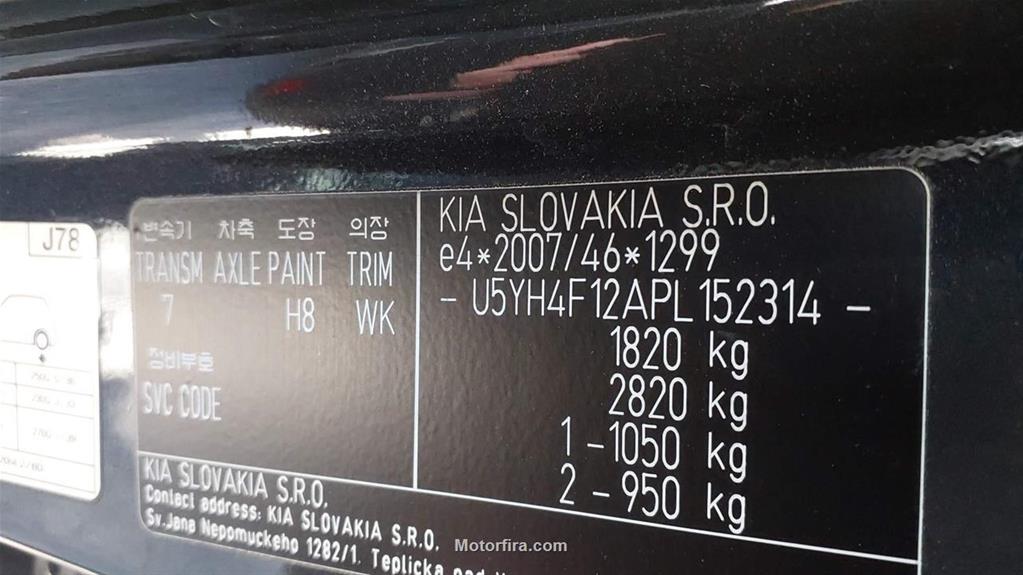 J78
변속기 차축 도장 의장
TRANSM AXLE PAINT TRIM
7 H8 WK
정비부호
SVC CODE
KIA SLOVAKIA S.R.O.
e4*2007/46*1299
- U5YH4F12APL152314 -
1820 kg
2820 kg
1 -1050 kg
2 - 950 kg
KIA SLOVAKIA S.R.O.
Contact address: KIA SLOVAKIA S.R.O.
Sv.Jana Nepomuckeho 1282/1. Teplicka nad
Motorfira.com